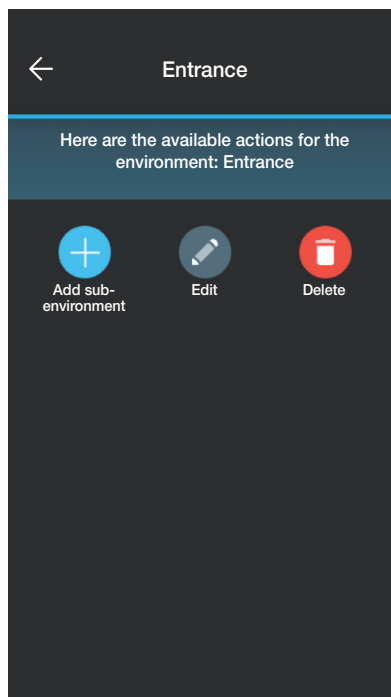 Entrance
Here are the available actions for the
environment: Entrance
Add sub-
environment
Edit
Delete